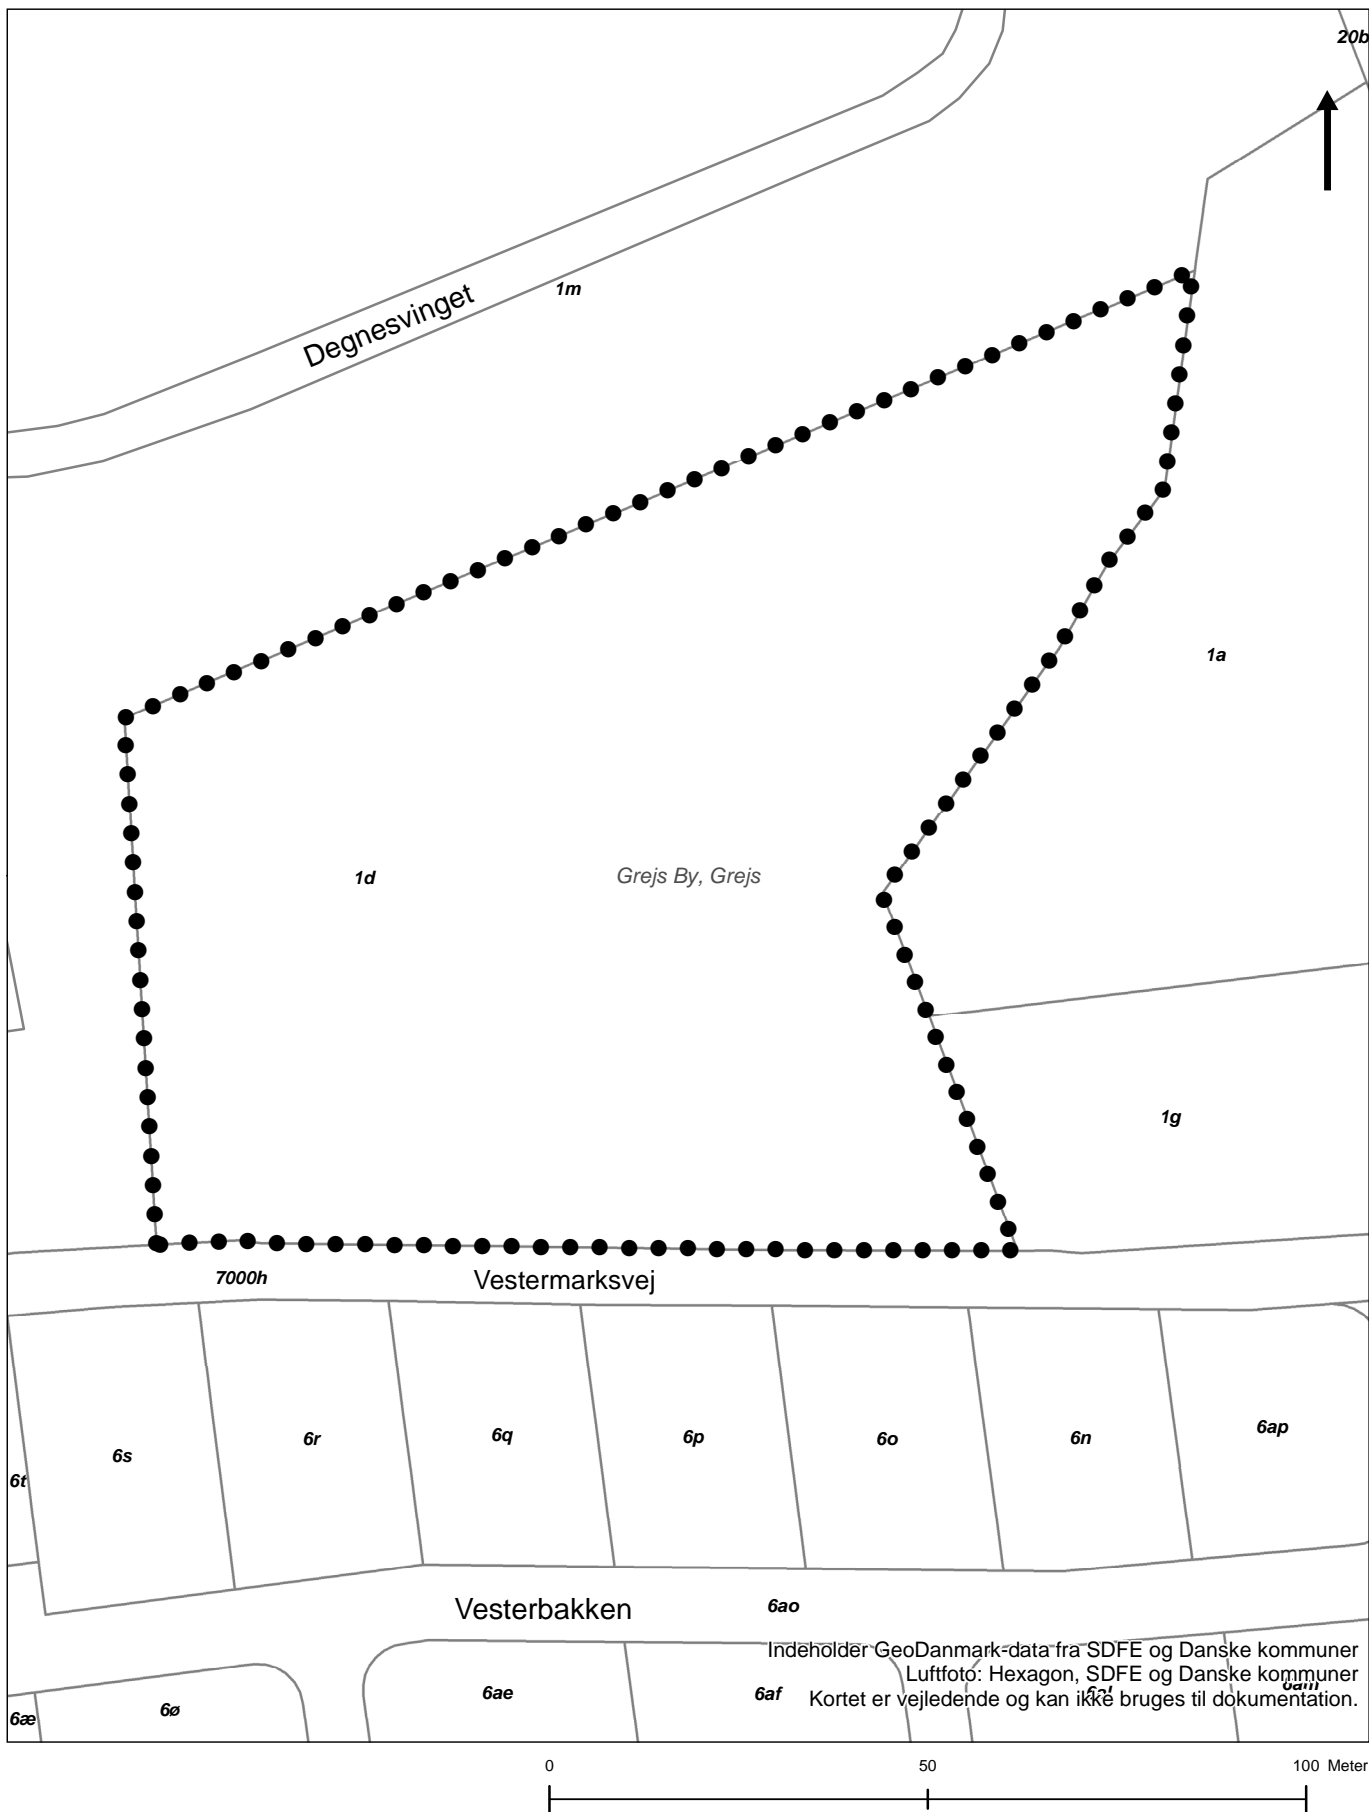 20b
1m
Degnesvinget
1a
1d
Grejs By, Grejs
1g
7000h
Vestermarksvej
6s
6r
6q
6p
6o
6n
6ap
6t
Vesterbakken
6ao
Indeholder GeoDanmark-data fra SDFE og Danske kommuner
Luftfoto: Hexagon, SDFE og Danske kommuner
Kortet er vejledende og kan ikke bruges til dokumentation.
6æ
6ø
6ae
6af
6am
0
50
100 Meter